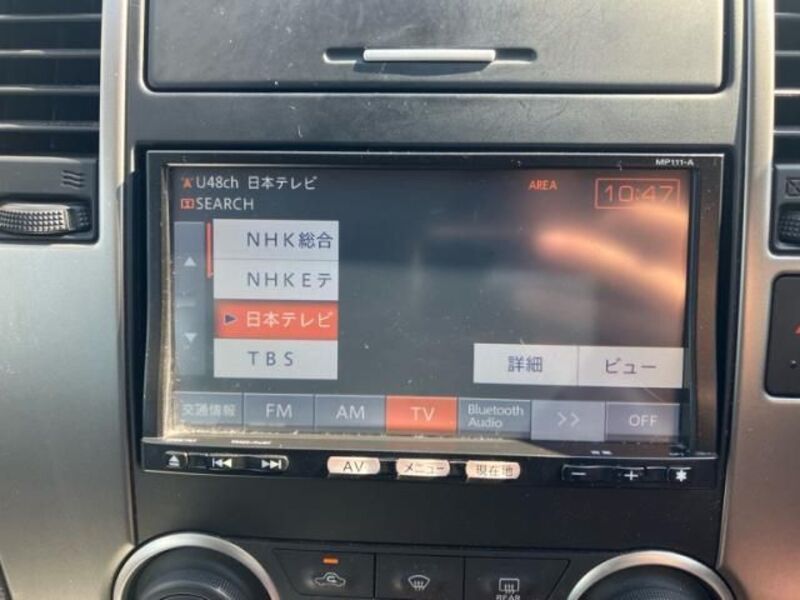 MP111-A
U48ch 日本テレビ
AREA
10:47
SEARCH
NHK総合
NHKEテ
日本テレビ
TBS
詳細 ビュー
交通情報 FM AM TV Bluetooth Audio >> OFF
AV メニュー 現在地
REAR